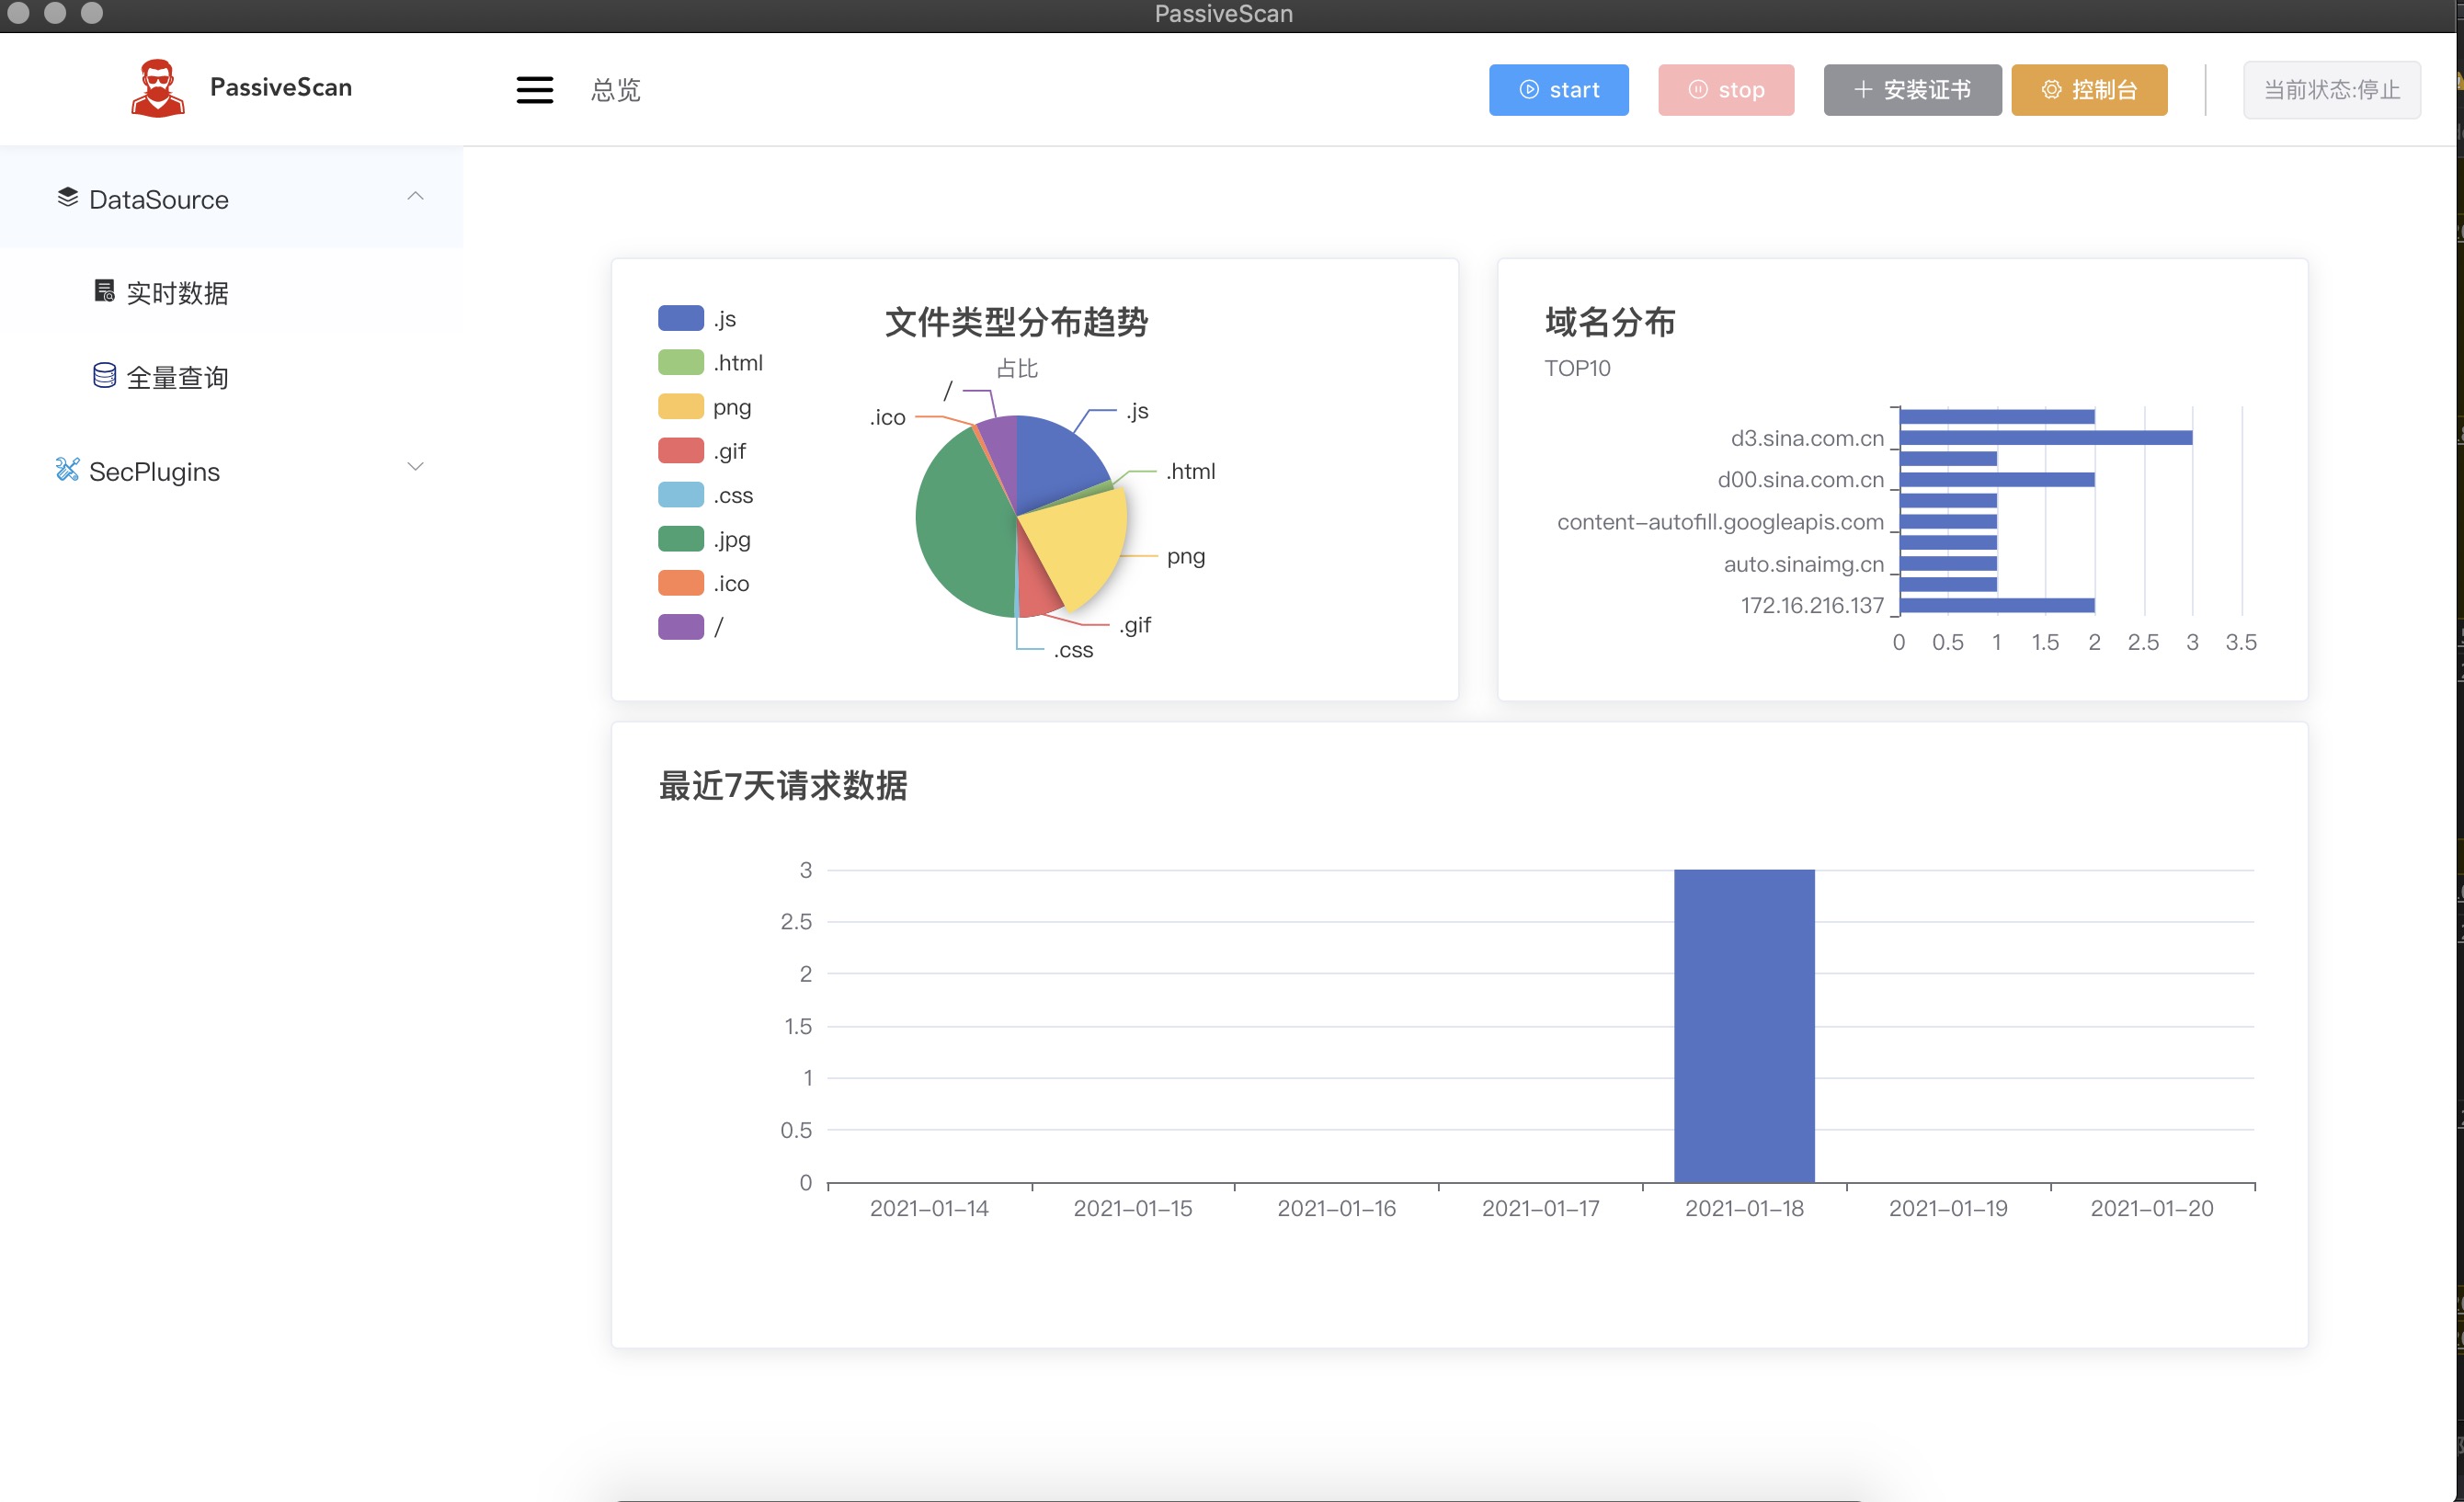 PassiveScan
PassiveScan
总览
start
stop
安装证书
控制台
当前状态:停止
DataSource
实时数据
全量查询
SecPlugins
.js
.html
png
.gif
.css
.jpg
.ico
/
文件类型分布趋势
占比
/
.ico
.js
.html
png
.gif
.css
域名分布
TOP10
d3.sina.com.cn
d00.sina.com.cn
content-autofill.googleapis.com
auto.sinaimg.cn
172.16.216.137
0 0.5 1 1.5 2 2.5 3 3.5
最近7天请求数据
3
2.5
2
1.5
1
0.5
0
2021-01-14 2021-01-15 2021-01-16 2021-01-17 2021-01-18 2021-01-19 2021-01-20